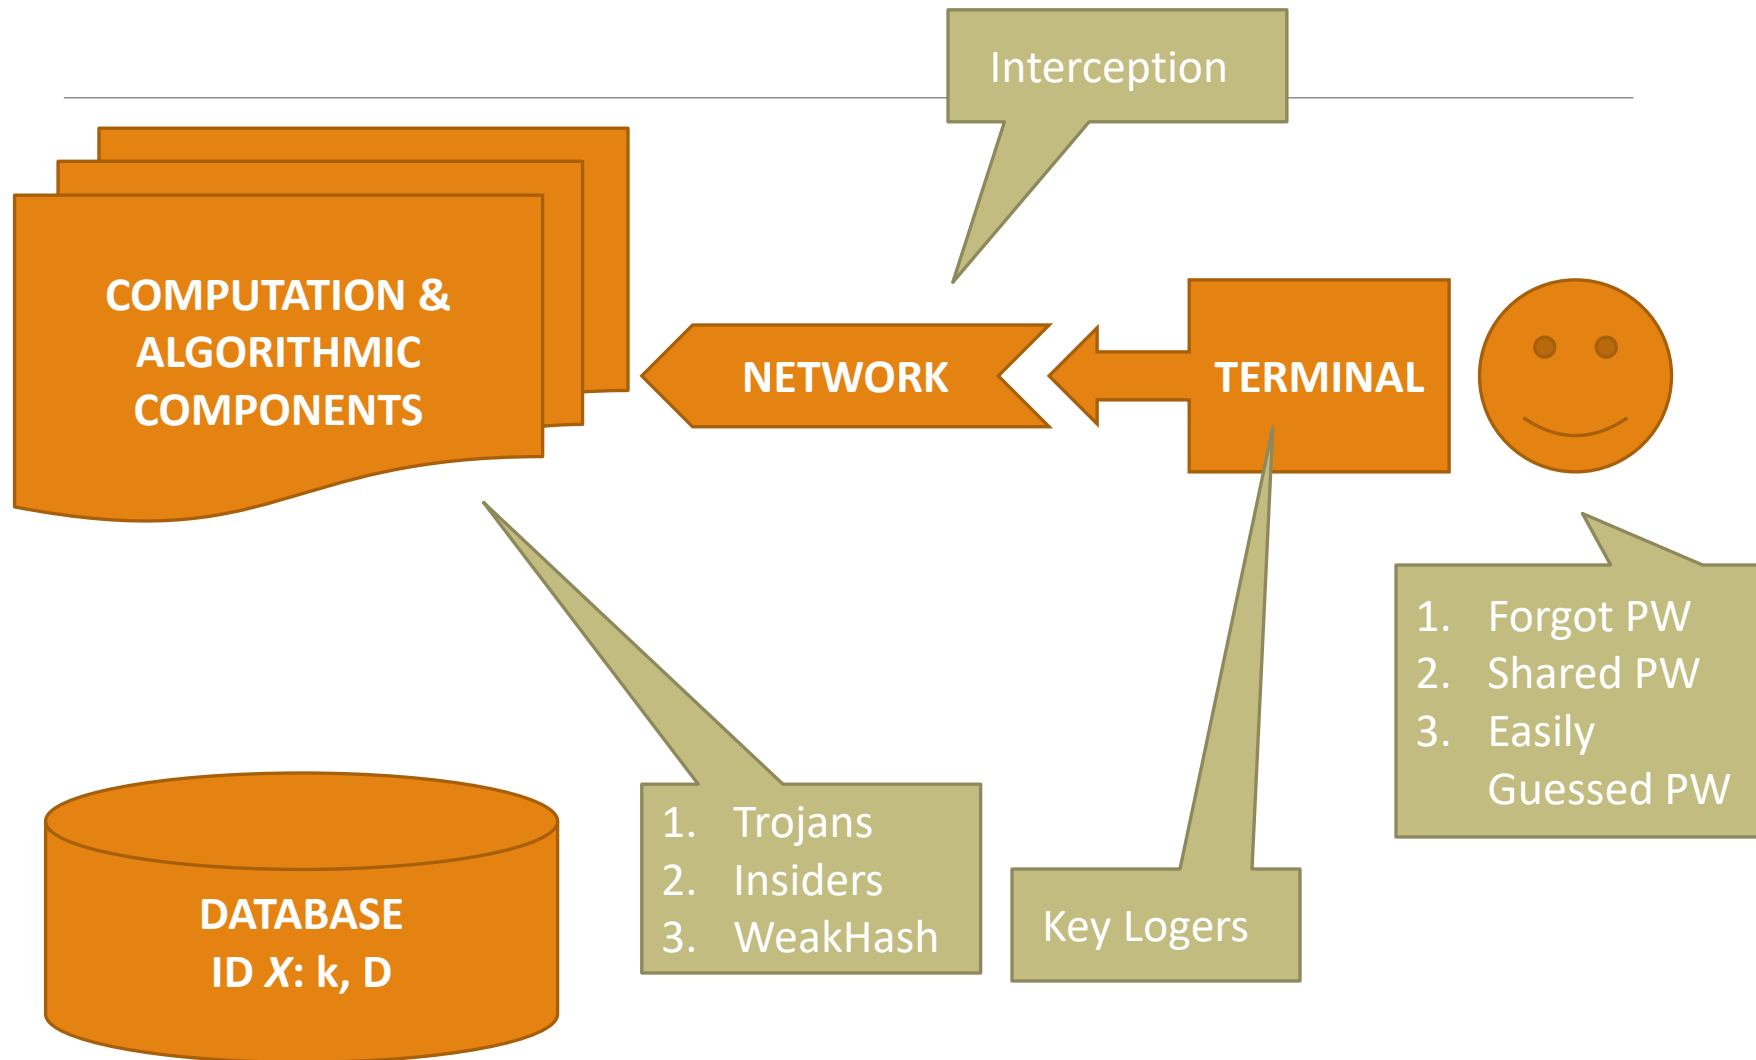 Interception
COMPUTATION &
ALGORITHMIC
COMPONENTS
NETWORK
TERMINAL
1. Forgot PW
2. Shared PW
3. Easily
Guessed PW
1. Trojans
2. Insiders
3. WeakHash
Key Logers
DATABASE
ID X: k, D